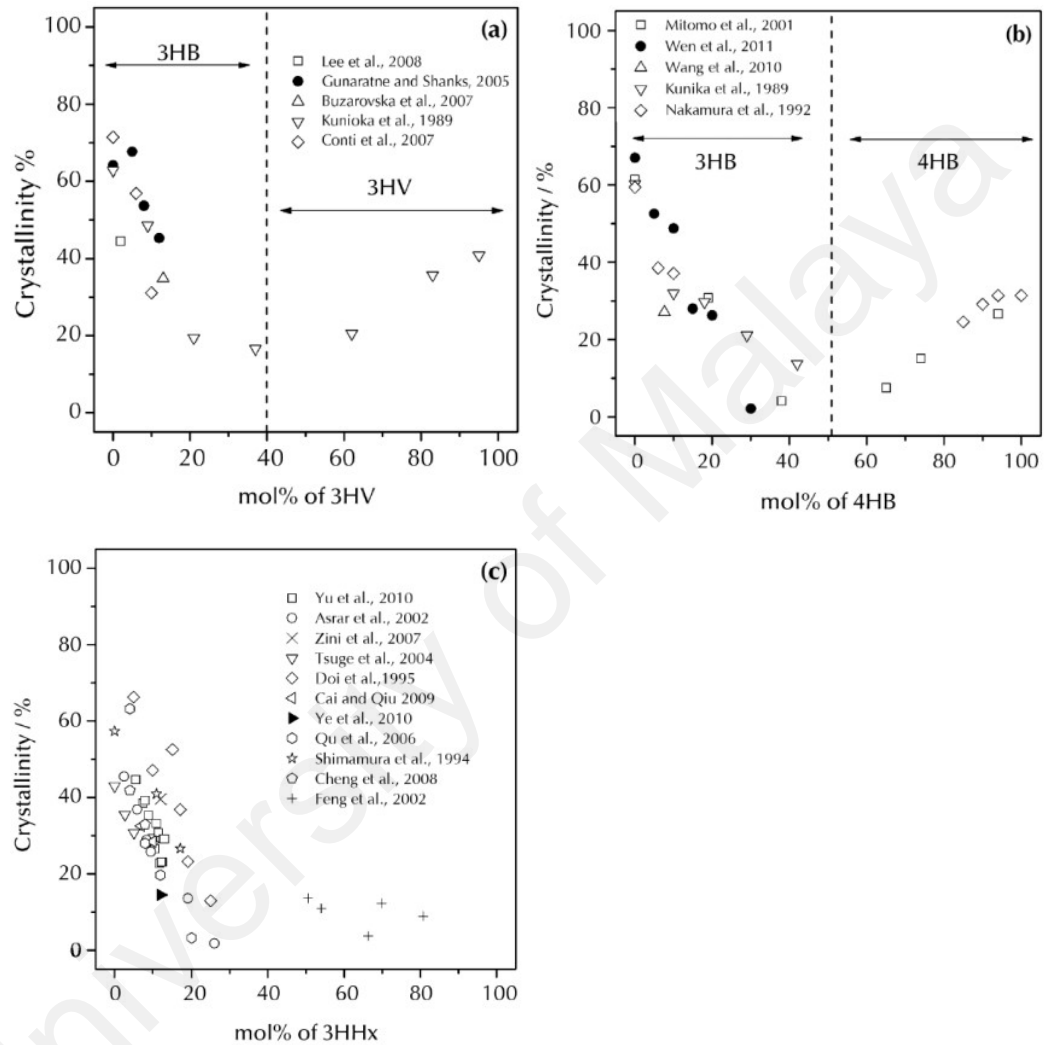 (a)
100
80
60
40
20
0
Crystallinity %
3HB
3HV
Lee et al., 2008
Gunaratne and Shanks, 2005
Buzarovska et al., 2007
Kunioka et al., 1989
Conti et al., 2007
0 20 40 60 80 100
mol% of 3HV
(b)
100
80
60
40
20
0
Crystallinity / %
Mitomo et al., 2001
Wen et al., 2011
Wang et al., 2010
Kunika et al., 1989
Nakamura et al., 1992
3HB
4HB
0 20 40 60 80 100
mol% of 4HB
(c)
100
80
60
40
20
0
Crystallinity / %
Yu et al., 2010
Asrar et al., 2002
Zini et al., 2007
Tsuge et al., 2004
Doi et al.,1995
Cai and Qiu 2009
Ye et al., 2010
Qu et al., 2006
Shimamura et al., 1994
Cheng et al., 2008
Feng et al., 2002
0 20 40 60 80 100
mol% of 3HHx
University of Malaya